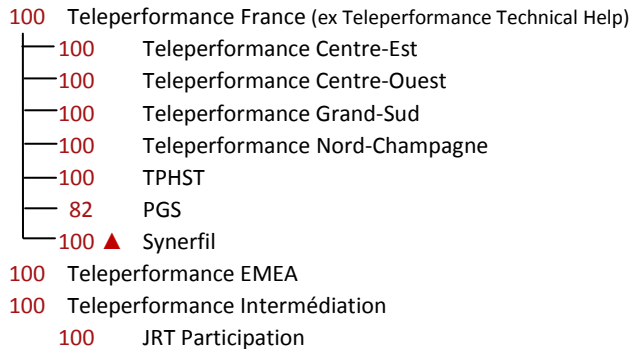 100 Teleperformance France (ex Teleperformance Technical Help)
100 Teleperformance Centre-Est
100 Teleperformance Centre-Ouest
100 Teleperformance Grand-Sud
100 Teleperformance Nord-Champagne
100 TPHST
82 PGS
100 ▲ Synerfil
100 Teleperformance EMEA
100 Teleperformance Intermédiation
100 JRT Participation